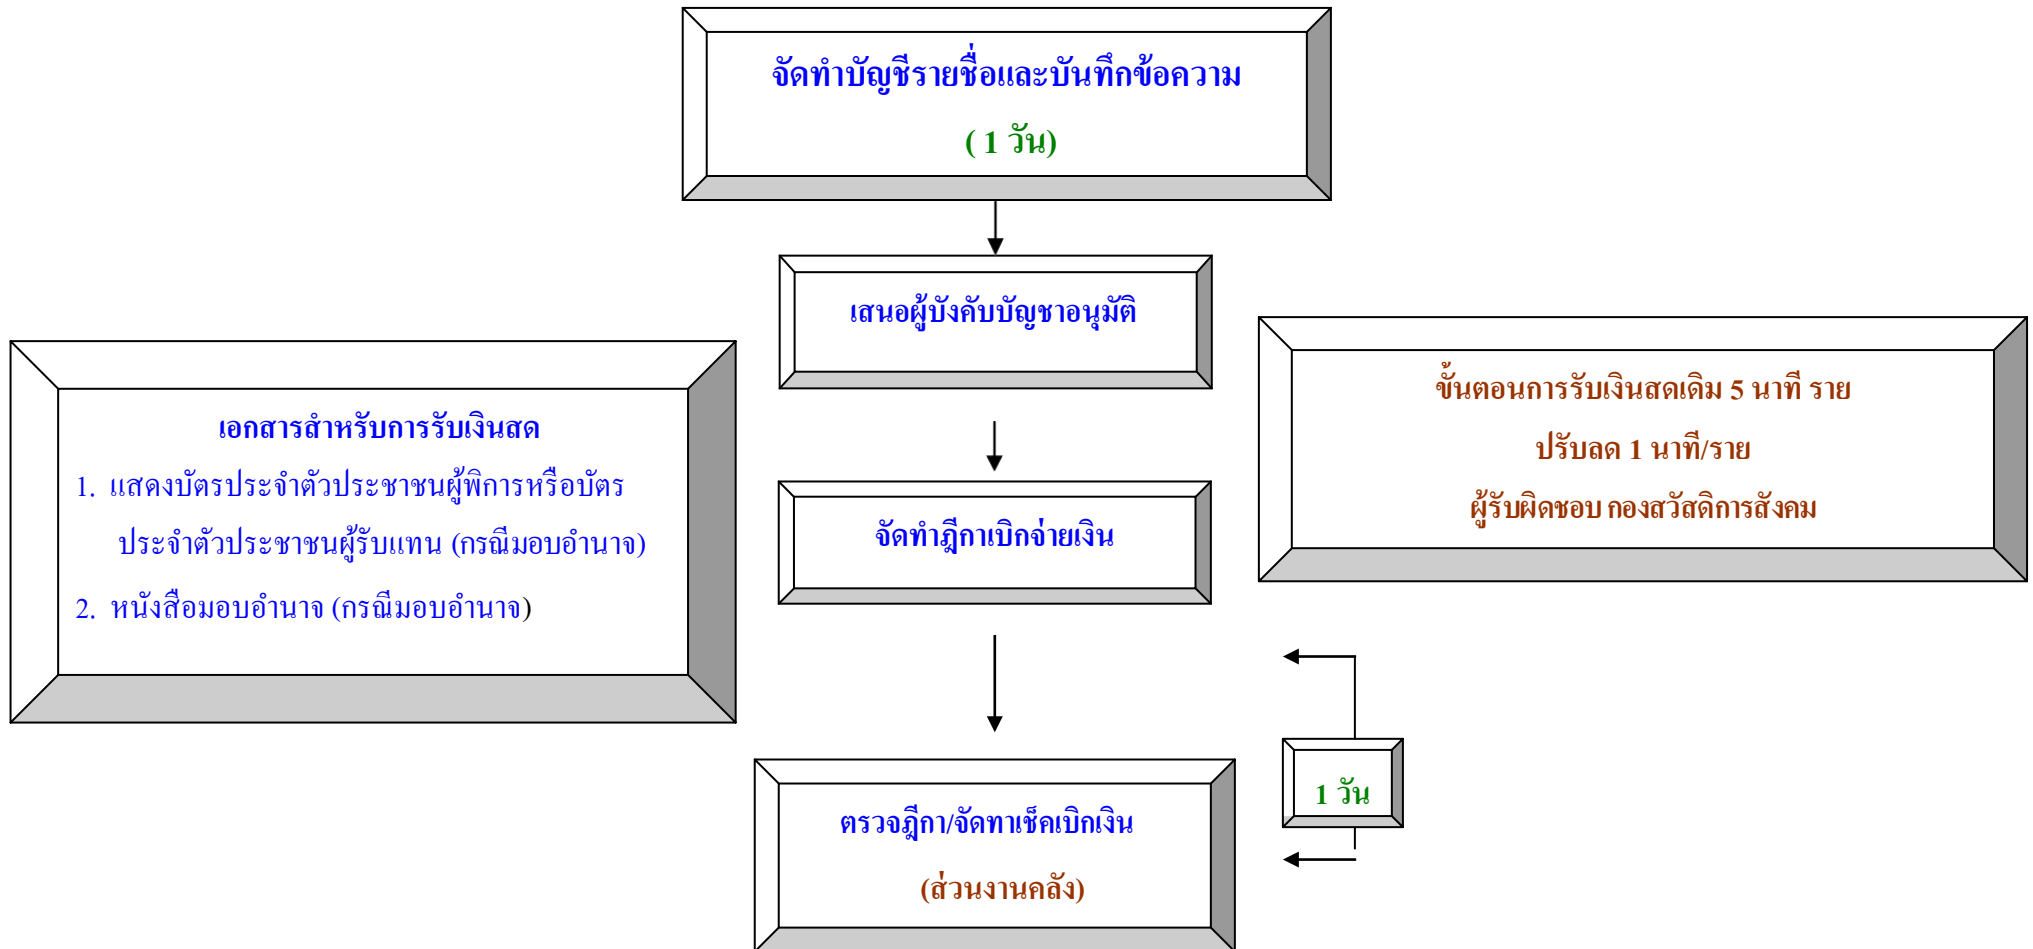 จัดทำบัญชีรายชื่อและบันทึกข้อความ
( 1 วัน)
เสนอผู้บังคับบัญชาอนุมัติ
เอกสารสำหรับการรับเงินสด
1. แสดงบัตรประจำตัวประชาชนผู้พิการหรือบัตร
ประจำตัวประชาชนผู้รับแทน (กรณีมอบอำนาจ)
2. หนังสือมอบอำนาจ (กรณีมอบอำนาจ)
ขั้นตอนการรับเงินสดเดิม 5 นาที ราย
ปรับลด 1 นาที/ราย
ผู้รับผิดชอบ กองสวัสดิการสังคม
จัดทำฎีกาเบิกจ่ายเงิน
1 วัน
ตรวจฎีกา/จัดทาเช็คเบิกเงิน
(ส่วนงานคลัง)